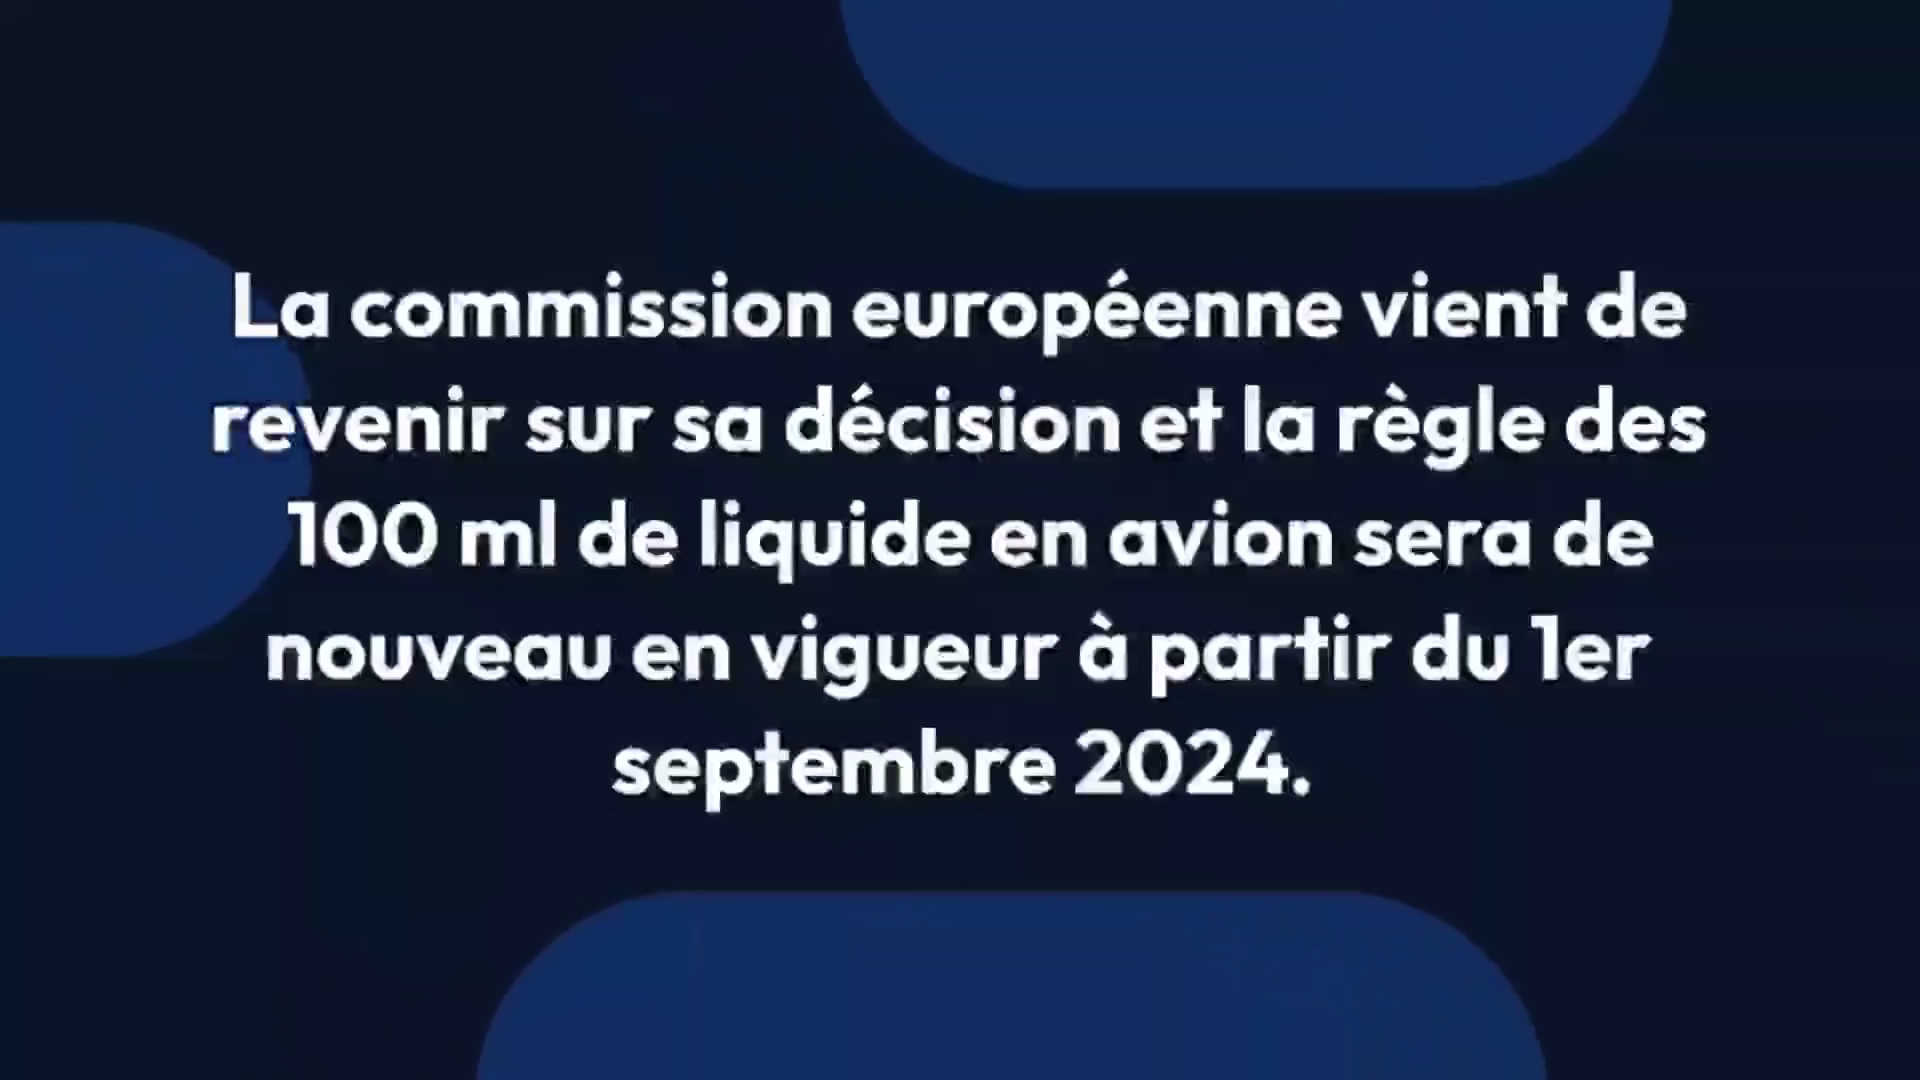 La commission européenne vient de
revenir sur sa décision et la règle des
100 ml de liquide en avion sera de
nouveau en vigueur à partir du 1er
septembre 2024.